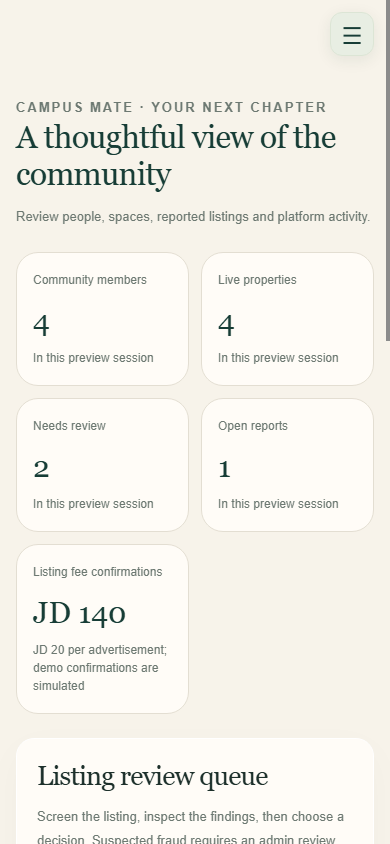 CAMPUS MATE · YOUR NEXT CHAPTER
A thoughtful view of the
community
Review people, spaces, reported listings and platform activity.
Community members
4
In this preview session
Live properties
4
In this preview session
Needs review
2
In this preview session
Open reports
1
In this preview session
Listing fee confirmations
JD 140
JD 20 per advertisement;
demo confirmations are
simulated
Listing review queue
Screen the listing, inspect the findings, then choose a
decision. Suspected fraud requires an admin review